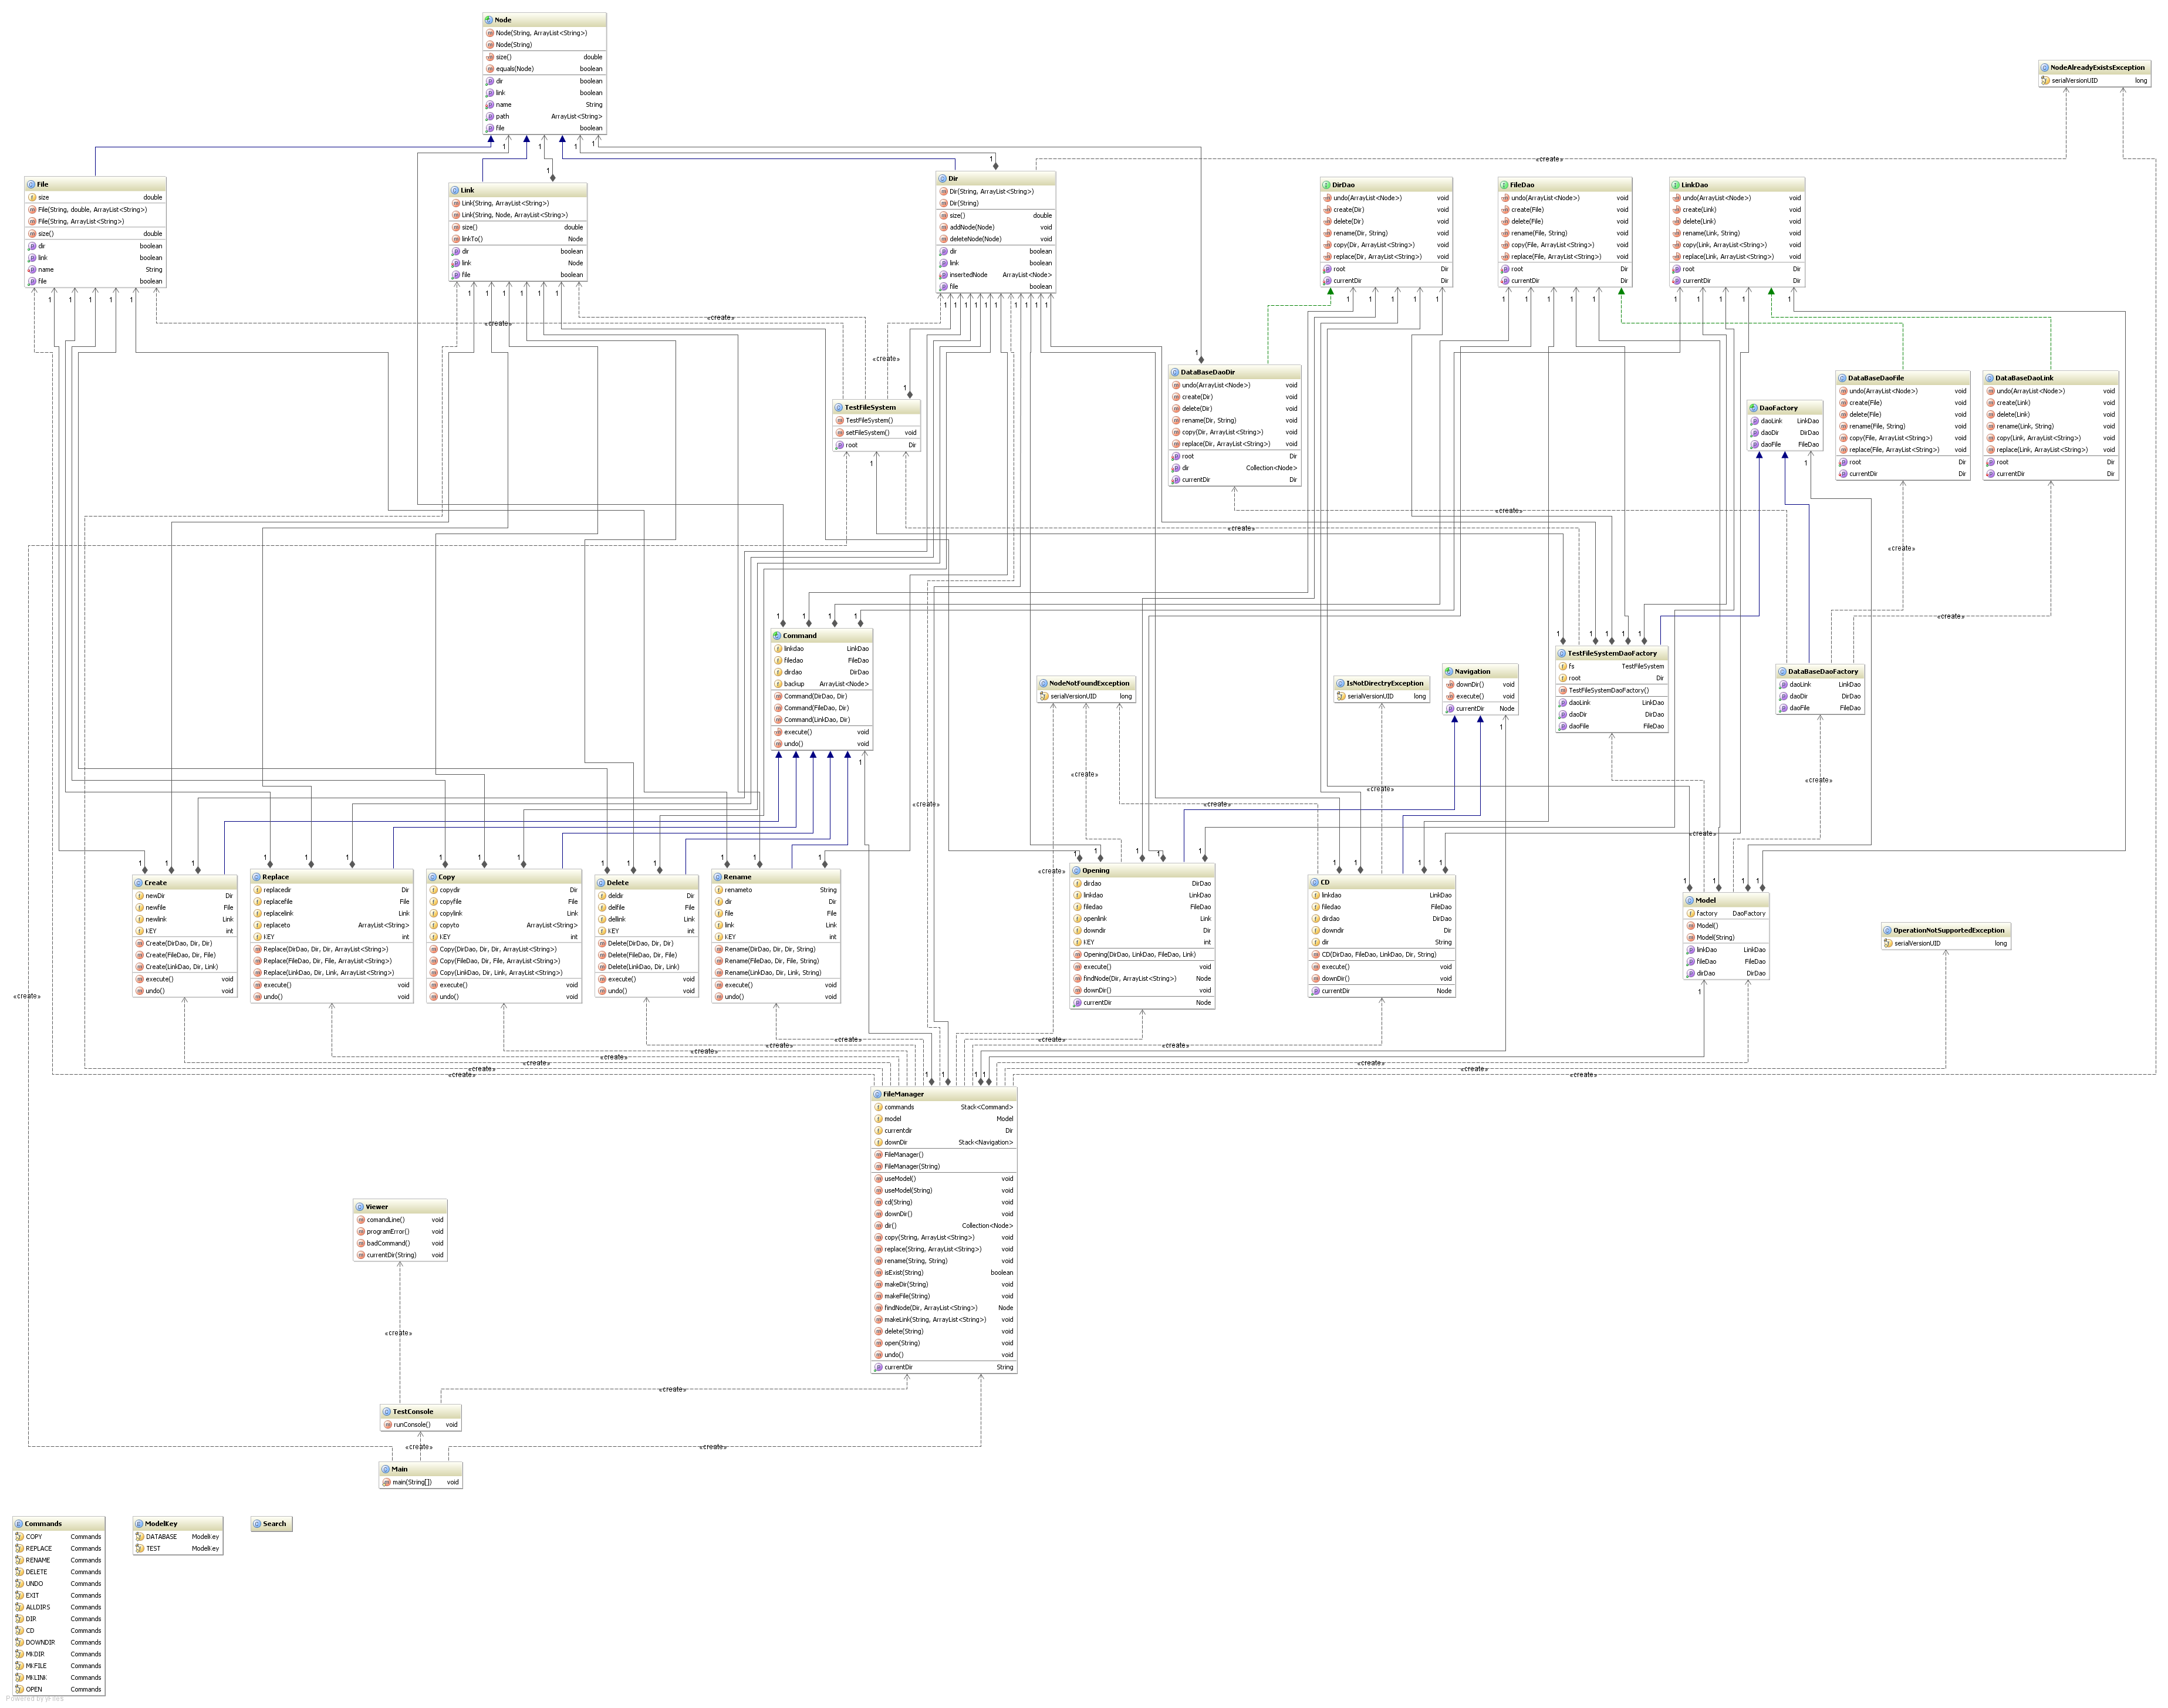 Node
Node(String, ArrayList<String>)
Node(String)
size() double
equals(Node) boolean
dir boolean
link boolean
name String
path ArrayList<String>
file boolean
NodeAlreadyExistsException
serialVersionUID long
File
size double
File(String, double, ArrayList<String>)
File(String, ArrayList<String>)
size() double
dir boolean
link boolean
name String
file boolean
Link
Link(String, ArrayList<String>)
Link(String, Node, ArrayList<String>)
size() double
linkTo() Node
dir boolean
link Node
file boolean
Dir
Dir(String, ArrayList<String>)
Dir(String)
size() double
addNode(Node) void
deleteNode(Node) void
dir boolean
link boolean
insertedNode ArrayList<Node>
file boolean
DirDao
undo(ArrayList<Node>) void
create(Dir) void
delete(Dir) void
rename(Dir, String) void
copy(Dir, ArrayList<String>) void
replace(Dir, ArrayList<String>) void
root Dir
currentDir Dir
FileDao
undo(ArrayList<Node>) void
create(File) void
delete(File) void
rename(File, String) void
copy(File, ArrayList<String>) void
replace(File, ArrayList<String>) void
root Dir
currentDir Dir
LinkDao
undo(ArrayList<Node>) void
create(Link) void
delete(Link) void
rename(Link, String) void
copy(Link, ArrayList<String>) void
replace(Link, ArrayList<String>) void
root Dir
currentDir Dir
«create»
«create»
«create»
«create»
TestFileSystem
TestFileSystem()
setFileSystem() void
root Dir
DataBaseDaoDir
undo(ArrayList<Node>) void
create(Dir) void
delete(Dir) void
rename(Dir, String) void
copy(Dir, ArrayList<String>) void
replace(Dir, ArrayList<String>) void
root Dir
dir Collection<Node>
currentDir Dir
DaoFactory
daoLink LinkDao
daoDir DirDao
daoFile FileDao
DataBaseDaoFile
undo(ArrayList<Node>) void
create(File) void
delete(File) void
rename(File, String) void
copy(File, ArrayList<String>) void
replace(File, ArrayList<String>) void
root Dir
currentDir Dir
DataBaseDaoLink
undo(ArrayList<Node>) void
create(Link) void
delete(Link) void
rename(Link, String) void
copy(Link, ArrayList<String>) void
replace(Link, ArrayList<String>) void
root Dir
currentDir Dir
«create»
«create»
«create»
«create»
Command
linkdao LinkDao
filedao FileDao
dirdao DirDao
backup ArrayList<Node>
Command(DirDao, Dir)
Command(FileDao, Dir)
Command(LinkDao, Dir)
execute() void
undo() void
NodeNotFoundException
serialVersionUID long
IsNotDirectryException
serialVersionUID long
Navigation
downDir() void
execute() void
currentDir Node
TestFileSystemDaoFactory
fs TestFileSystem
root Dir
TestFileSystemDaoFactory()
daoLink LinkDao
daoDir DirDao
daoFile FileDao
DataBaseDaoFactory
daoLink LinkDao
daoDir DirDao
daoFile FileDao
«create»
«create»
«create»
«create»
«create»
«create»
«create»
Create
newDir Dir
newfile File
newlink Link
KEY int
Create(DirDao, Dir, Dir)
Create(FileDao, Dir, File)
Create(LinkDao, Dir, Link)
execute() void
undo() void
Replace
replacedir Dir
replacefile File
replacelink Link
replaceto ArrayList<String>
KEY int
Replace(DirDao, Dir, Dir, ArrayList<String>)
Replace(FileDao, Dir, File, ArrayList<String>)
Replace(LinkDao, Dir, Link, ArrayList<String>)
execute() void
undo() void
Copy
copydir Dir
copyfile File
copylink Link
copyto ArrayList<String>
KEY int
Copy(DirDao, Dir, Dir, ArrayList<String>)
Copy(FileDao, Dir, File, ArrayList<String>)
Copy(LinkDao, Dir, Link, ArrayList<String>)
execute() void
undo() void
Delete
deldir Dir
delfile File
dellink Link
KEY int
Delete(DirDao, Dir, Dir)
Delete(FileDao, Dir, File)
Delete(LinkDao, Dir, Link)
execute() void
undo() void
Rename
renameto String
dir Dir
file File
link Link
KEY int
Rename(DirDao, Dir, Dir, String)
Rename(FileDao, Dir, File, String)
Rename(LinkDao, Dir, Link, String)
execute() void
undo() void
Opening
dirdao DirDao
linkdao LinkDao
filedao FileDao
openlink Link
downdir Dir
KEY int
Opening(DirDao, LinkDao, FileDao, Link)
execute() void
findNode(Dir, ArrayList<String>) Node
downDir() void
currentDir Node
CD
linkdao LinkDao
filedao FileDao
dirdao DirDao
downdir Dir
dir String
CD(DirDao, FileDao, LinkDao, Dir, String)
execute() void
downDir() void
currentDir Node
Model
factory DaoFactory
Model()
Model(String)
linkDao LinkDao
fileDao FileDao
dirDao DirDao
OperationNotSupportedException
serialVersionUID long
«create»
«create»
«create»
«create»
«create»
«create»
«create»
«create»
«create»
«create»
«create»
«create»
FileManager
commands Stack<Command>
model Model
currentdir Dir
downDir Stack<Navigation>
FileManager()
FileManager(String)
useModel() void
useModel(String) void
cd(String) void
downDir() void
dir() Collection<Node>
copy(String, ArrayList<String>) void
replace(String, ArrayList<String>) void
rename(String, String) void
isExist(String) boolean
makeDir(String) void
makeFile(String) void
findNode(Dir, ArrayList<String>) Node
makeLink(String, ArrayList<String>) void
delete(String) void
open(String) void
undo() void
currentDir String
Viewer
comandLine() void
programError() void
badCommand() void
currentDir(String) void
«create»
«create»
TestConsole
runConsole() void
«create»
«create»
Main
main(String[]) void
Commands
COPY Commands
REPLACE Commands
RENAME Commands
DELETE Commands
UNDO Commands
EXIT Commands
ALLDIRS Commands
DIR Commands
CD Commands
DOWNDIR Commands
MKDIR Commands
MKFILE Commands
MKLINK Commands
OPEN Commands
ModelKey
DATABASE ModelKey
TEST ModelKey
Search
Powered by yFiles